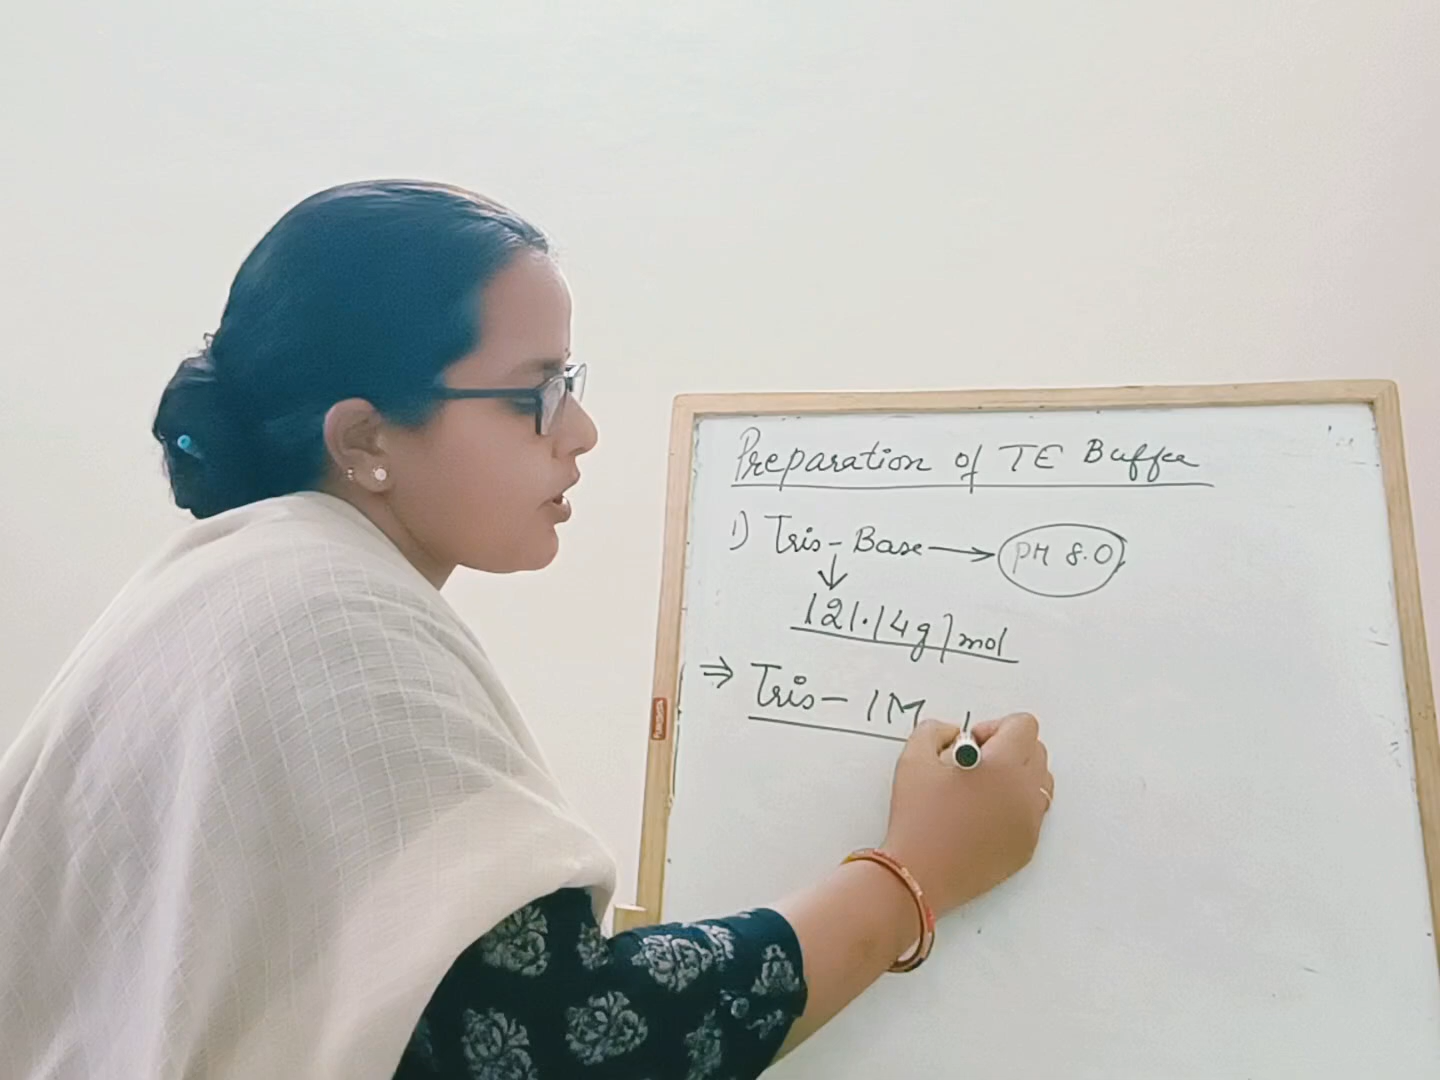 Preparation of TE Buffer
1) Tris-Base → pH 8.0
↓
121.14g/mol
⇒ Tris - 1M